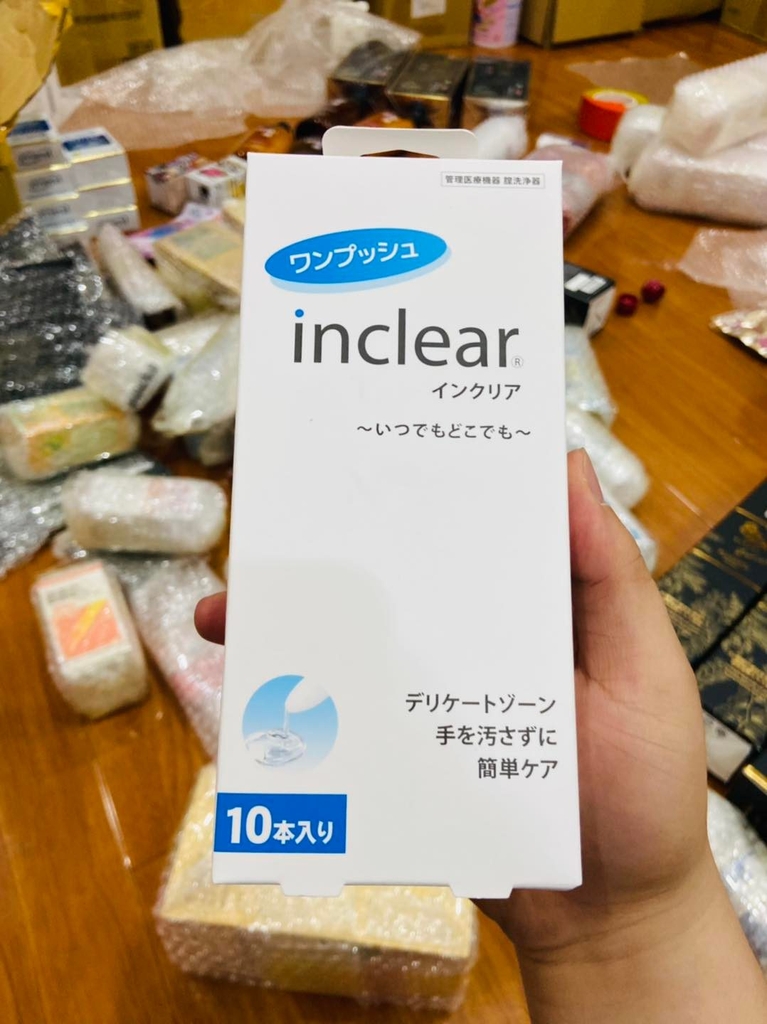 管理医療機器 膣洗浄器
ワンプッシュ
inclear®
インクリア
～いつでもどこでも～
デリケートゾーン
手を汚さずに
簡単ケア
10本入り